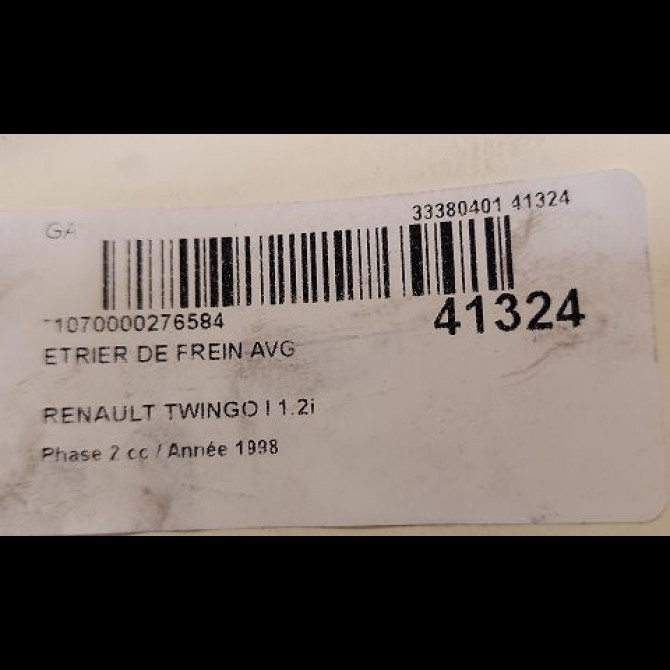 33380401 41324
GA
1070000276584
41324
ETRIER DE FREIN AVG
RENAULT TWINGO I 1.2i
Phase 2 cc / Année 1998